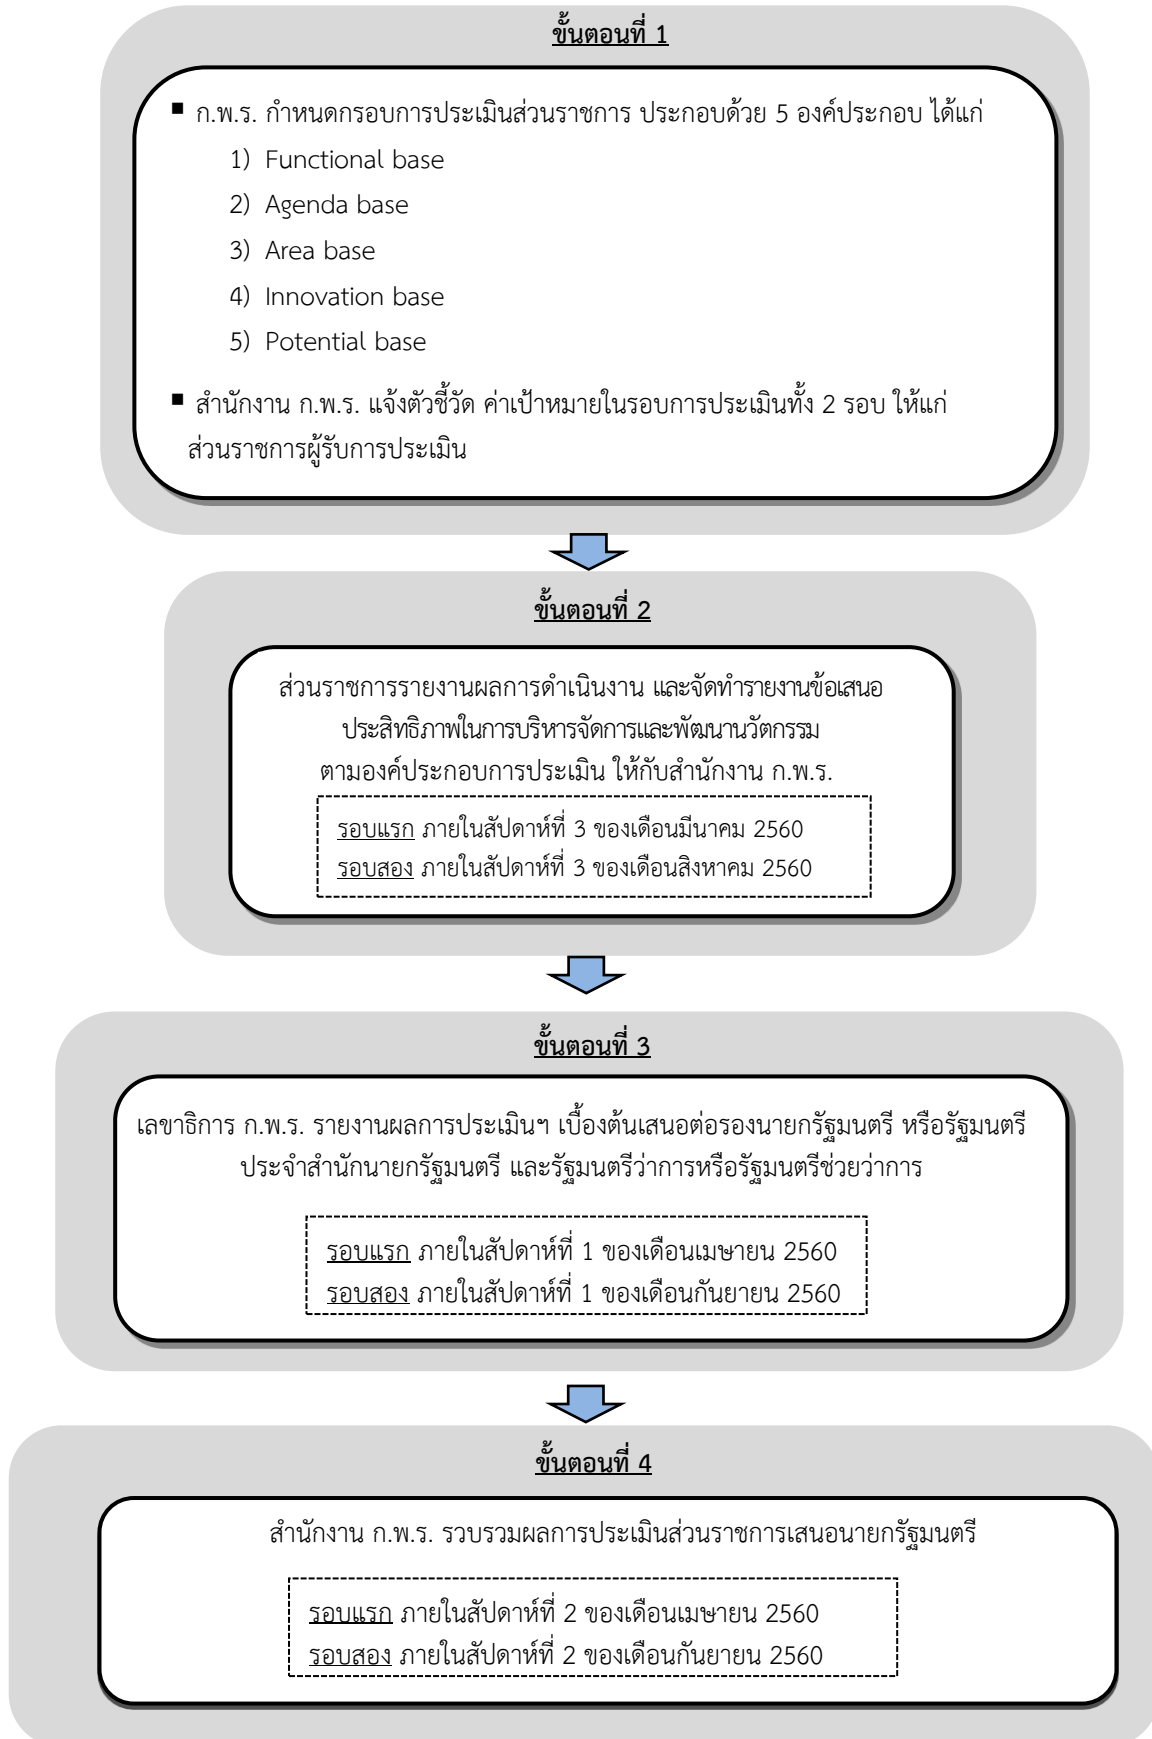 ขั้นตอนที่ 1
▪ ก.พ.ร. กำหนดกรอบการประเมินส่วนราชการ ประกอบด้วย 5 องค์ประกอบ ได้แก่
1) Functional base
2) Agenda base
3) Area base
4) Innovation base
5) Potential base
▪ สำนักงาน ก.พ.ร. แจ้งตัวชี้วัด ค่าเป้าหมายในรอบการประเมินทั้ง 2 รอบ ให้แก่
ส่วนราชการผู้รับการประเมิน
ขั้นตอนที่ 2
ส่วนราชการรายงานผลการดำเนินงาน และจัดทำรายงานข้อเสนอ
ประสิทธิภาพในการบริหารจัดการและพัฒนานวัตกรรม
ตามองค์ประกอบการประเมิน ให้กับสำนักงาน ก.พ.ร.
รอบแรก ภายในสัปดาห์ที่ 3 ของเดือนมีนาคม 2560
รอบสอง ภายในสัปดาห์ที่ 3 ของเดือนสิงหาคม 2560
ขั้นตอนที่ 3
เลขาธิการ ก.พ.ร. รายงานผลการประเมินฯ เบื้องต้นเสนอต่อรองนายกรัฐมนตรี หรือรัฐมนตรี
ประจำสำนักนายกรัฐมนตรี และรัฐมนตรีว่าการหรือรัฐมนตรีช่วยว่าการ
รอบแรก ภายในสัปดาห์ที่ 1 ของเดือนเมษายน 2560
รอบสอง ภายในสัปดาห์ที่ 1 ของเดือนกันยายน 2560
ขั้นตอนที่ 4
สำนักงาน ก.พ.ร. รวบรวมผลการประเมินส่วนราชการเสนอนายกรัฐมนตรี
รอบแรก ภายในสัปดาห์ที่ 2 ของเดือนเมษายน 2560
รอบสอง ภายในสัปดาห์ที่ 2 ของเดือนกันยายน 2560